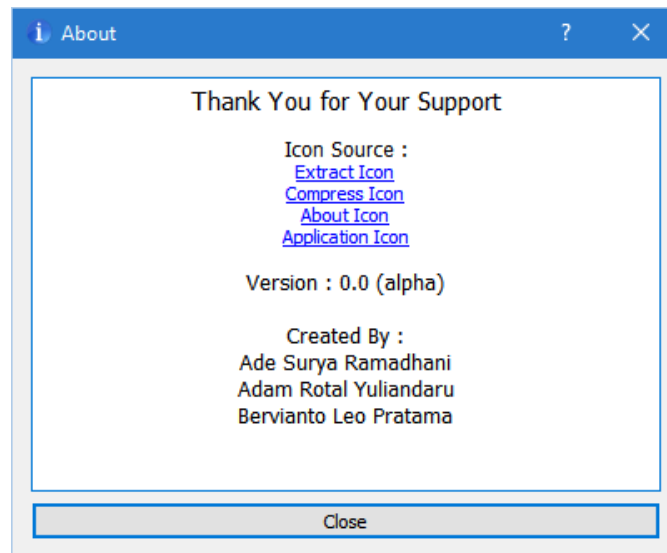 About
Thank You for Your Support
Icon Source :
Extract Icon
Compress Icon
About Icon
Application Icon
Version : 0.0 (alpha)
Created By :
Ade Surya Ramadhani
Adam Rotal Yuliandaru
Bervianto Leo Pratama
Close